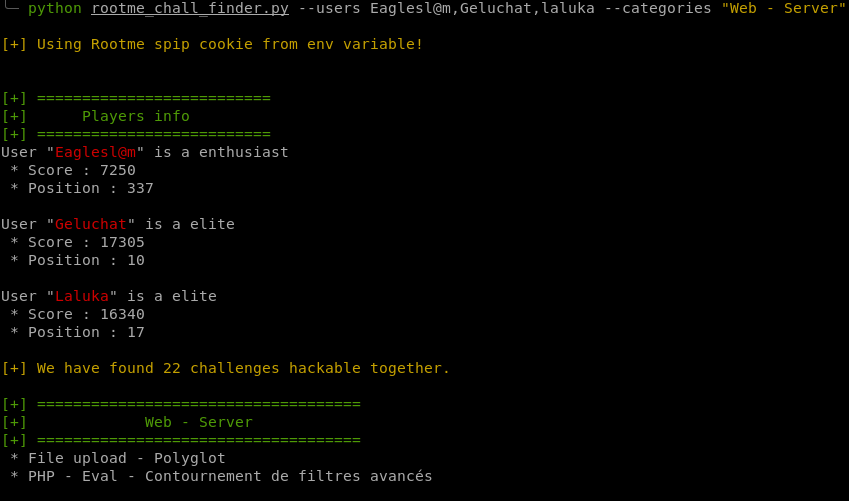 python rootme_chall_finder.py --users Eaglesl@m,Geluchat,laluka --categories "Web - Server"
[+] Using Rootme spip cookie from env variable!
[+] ==========================
[+]      Players info
[+] ==========================
User "Eaglesl@m" is a enthusiast
 * Score : 7250
 * Position : 337
User "Geluchat" is a elite
 * Score : 17305
 * Position : 10
User "Laluka" is a elite
 * Score : 16340
 * Position : 17
[+] We have found 22 challenges hackable together.
[+] ====================================
[+]             Web - Server
[+] ====================================
 * File upload - Polyglot
 * PHP - Eval - Contournement de filtres avancés